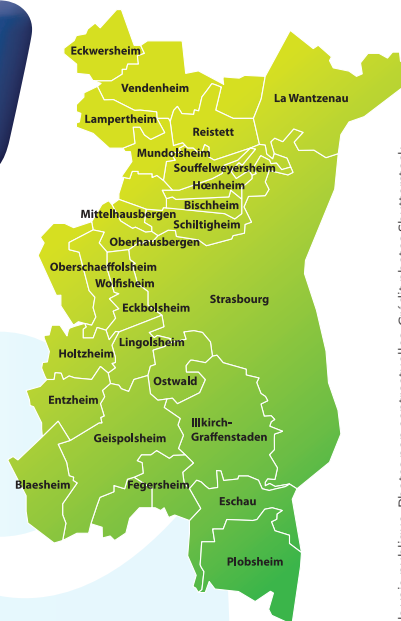 Eckwersheim
Vendenheim
La Wantzenau
Lampertheim
Reistett
Mundolsheim
Souffelweyersheim
Hœnheim
Bischheim
Mittelhausbergen
Schiltigheim
Oberhausbergen
Oberschaeffolsheim
Wolfisheim
Strasbourg
Eckbolsheim
Lingolsheim
Holtzheim
Ostwald
Entzheim
Illkirch-
Graffenstaden
Geispolsheim
Blaesheim
Fegersheim
Eschau
Plobsheim